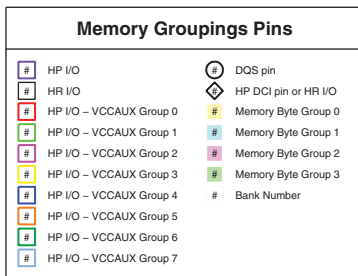 Memory Groupings Pins
# HP I/O
# HR I/O
# HP I/O – VCCAUX Group 0
# HP I/O – VCCAUX Group 1
# HP I/O – VCCAUX Group 2
# HP I/O – VCCAUX Group 3
# HP I/O – VCCAUX Group 4
# HP I/O – VCCAUX Group 5
# HP I/O – VCCAUX Group 6
# HP I/O – VCCAUX Group 7
# DQS pin
# HP DCI pin or HR I/O
# Memory Byte Group 0
# Memory Byte Group 1
# Memory Byte Group 2
# Memory Byte Group 3
# Bank Number